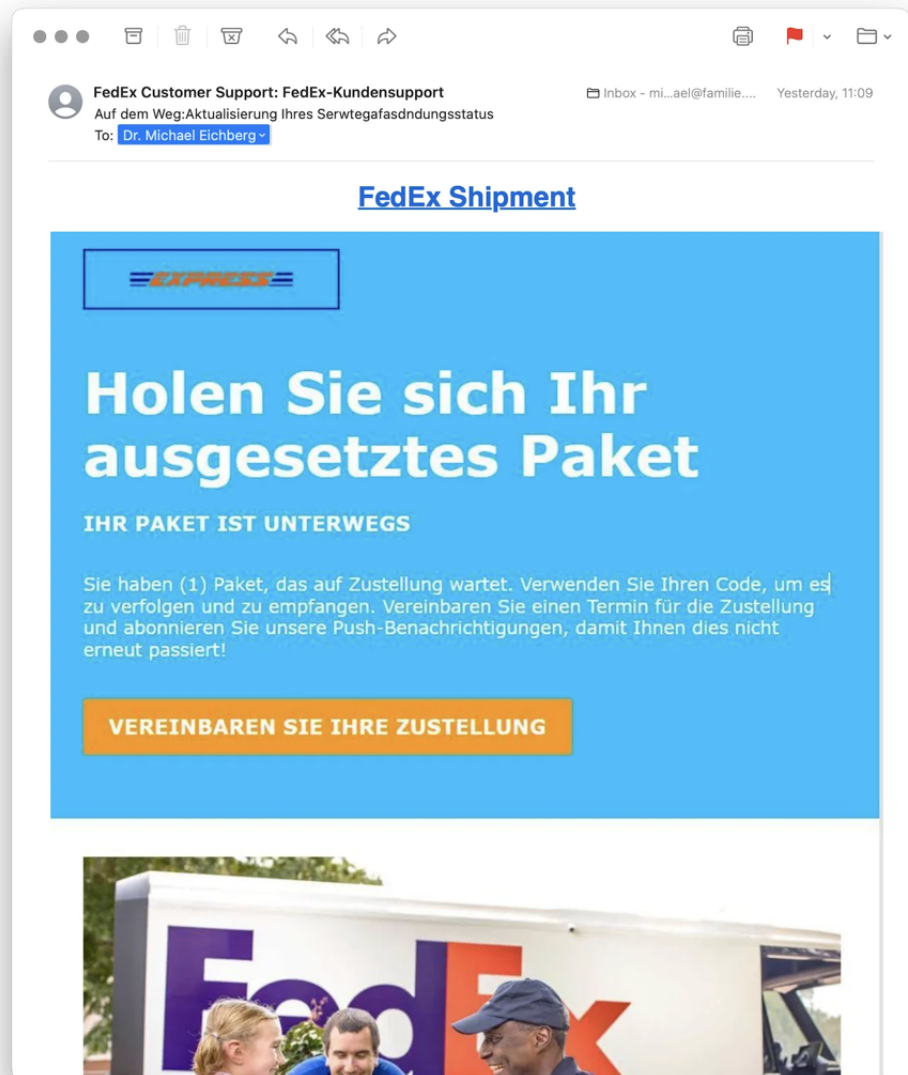 FedEx Customer Support: FedEx-Kundensupport
Inbox - mi...ael@familie....
Yesterday, 11:09
Auf dem Weg:Aktualisierung Ihres Serwtegafasdndungsstatus
To: Dr. Michael Eichberg
FedEx Shipment
EXPRESS
Holen Sie sich Ihr
ausgesetztes Paket
IHR PAKET IST UNTERWEGS
Sie haben (1) Paket, das auf Zustellung wartet. Verwenden Sie Ihren Code, um es
zu verfolgen und zu empfangen. Vereinbaren Sie einen Termin für die Zustellung
und abonnieren Sie unsere Push-Benachrichtigungen, damit Ihnen dies nicht
erneut passiert!
VEREINBAREN SIE IHRE ZUSTELLUNG
FedEx